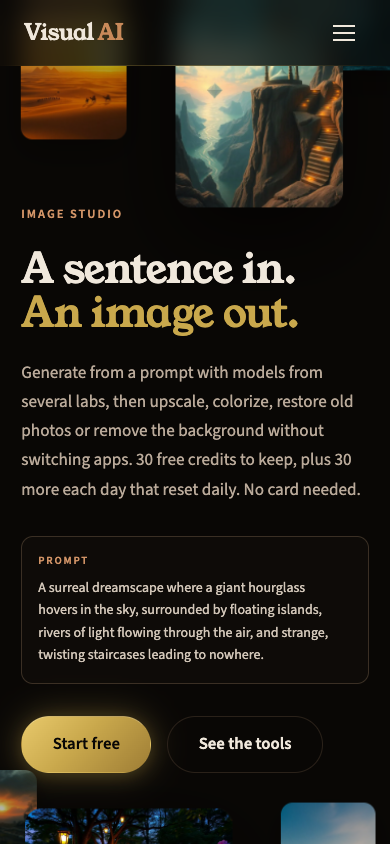 Visual AI
IMAGE STUDIO
A sentence in.
An image out.
Generate from a prompt with models from
several labs, then upscale, colorize, restore old
photos or remove the background without
switching apps. 30 free credits to keep, plus 30
more each day that reset daily. No card needed.
PROMPT
A surreal dreamscape where a giant hourglass
hovers in the sky, surrounded by floating islands,
rivers of light flowing through the air, and strange,
twisting staircases leading to nowhere.
Start free
See the tools